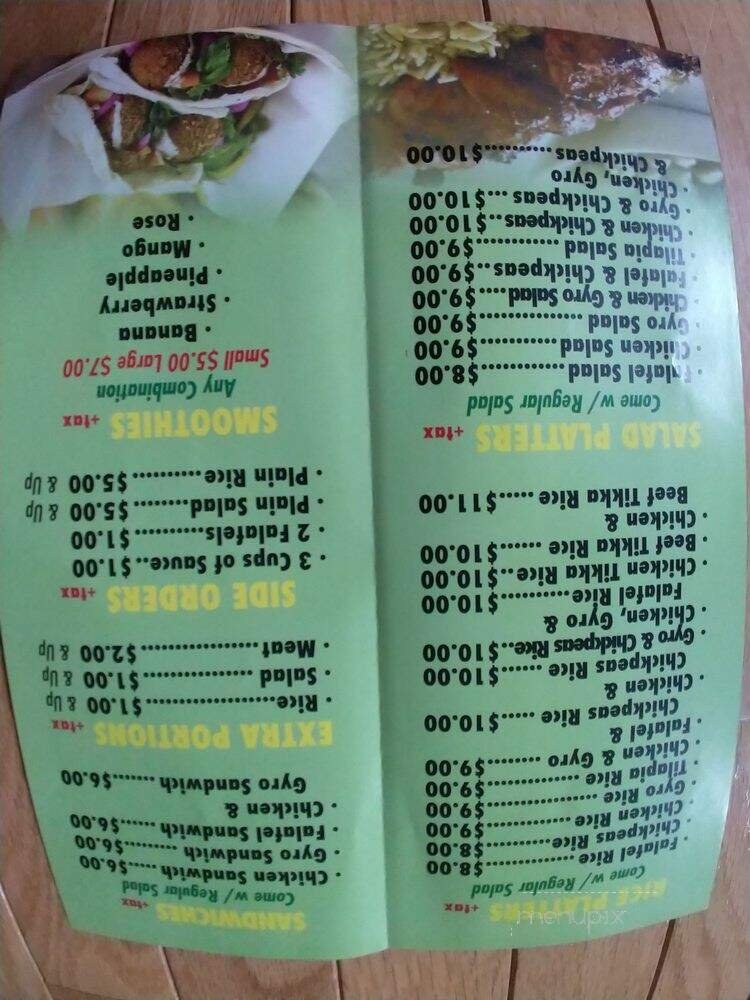 RICE PLATTERS +tax
Come w/ Regular Salad
• Falafel Rice ..........$8.00
• Chickpeas Rice.........$8.00
• Chicken Rice ..........$9.00
• Gyro Rice .............$9.00
• Tilapia Rice ..........$9.00
• Chicken & Gyro ........$9.00
• Falafel &
Chickpeas Rice .....$10.00
• Chicken &
Chickpeas Rice ......$10.00
• Gyro & Chickpeas Rice..$10.00
• Chicken, Gyro &
Falafel Rice..........$10.00
• Chicken Tikka Rice..$10.00
• Beef Tikka Rice ......$10.00
• Chicken &
Beef Tikka Rice .....$11.00
SALAD PLATTERS +tax
Come w/ Regular Salad
• Falafel Salad ...........$8.00
• Chicken Salad ..........$9.00
• Gyro Salad ..............$9.00
• Chicken & Gyro Salad.....$9.00
• Falafel & Chickpeas..$9.00
• Tilapia Salad ............$9.00
• Chicken & Chickpeas..$10.00
• Gyro & Chickpeas ...$10.00
• Chicken, Gyro
& Chickpeas ...........$10.00
SANDWICHES +tax
Come w/ Regular Salad
• Chicken Sandwich .....$6.00
• Gyro Sandwich ..........$6.00
• Falafel Sandwich ......$6.00
• Chicken &
Gyro Sandwich .......$6.00
EXTRA PORTIONS +tax
• Rice....................$1.00 & Up
• Salad ................$1.00 & Up
• Meat ..................$2.00 & Up
SIDE ORDERS +tax
• 3 Cups of Sauce..$1.00
• 2 Falafels...........$1.00
• Plain Salad........$5.00 & Up
• Plain Rice ..........$5.00 & Up
SMOOTHIES +tax
Any Combination
Small $5.00 Large $7.00
• Banana
• Strawberry
• Pineapple
• Mango
• Rose
menupix